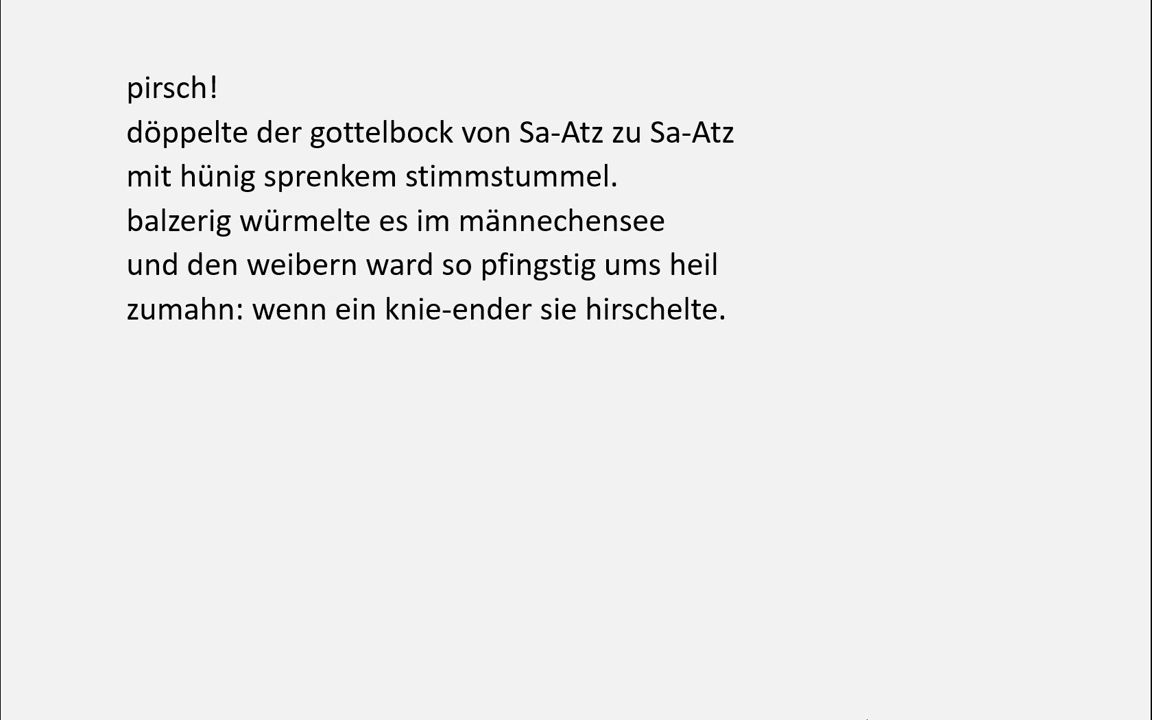 pirsch!
döppelte der gottelbock von Sa-Atz zu Sa-Atz
mit hünig sprenkem stimmstummel.
balzerig würmelte es im männechensee
und den weibern ward so pfingstig ums heil
zumahn: wenn ein knie-ender sie hirschelte.